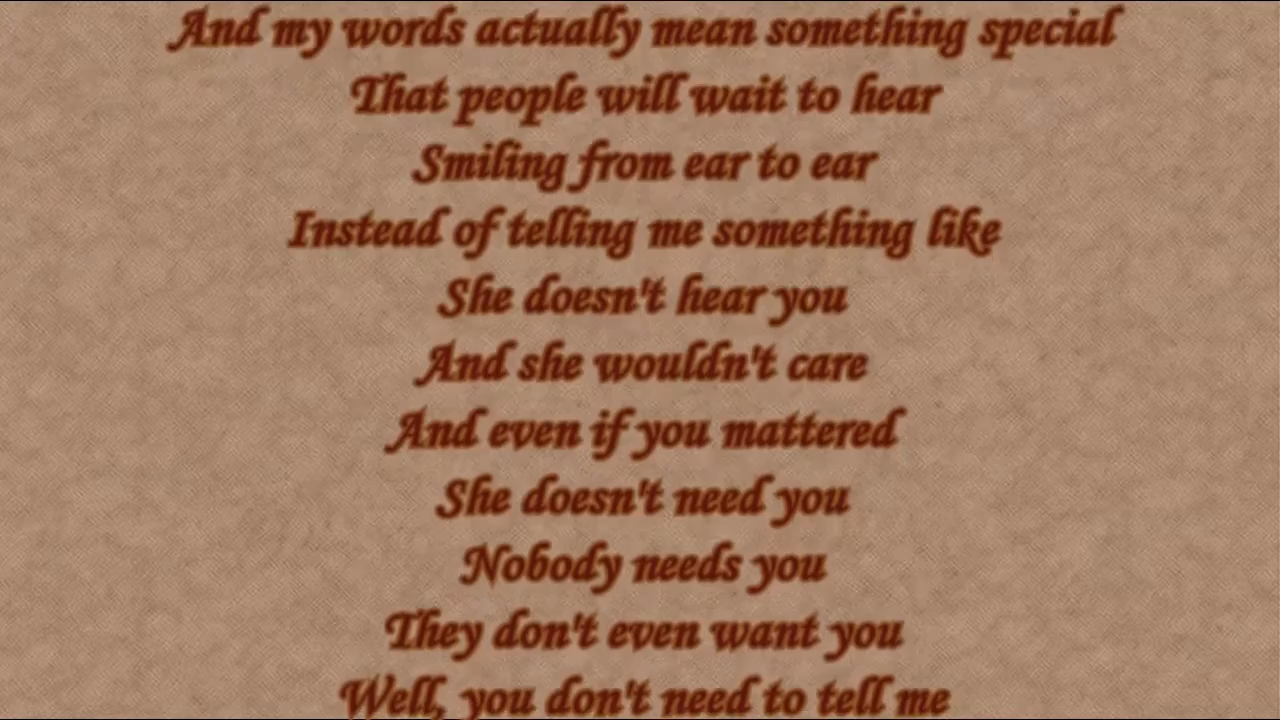 And my words actually mean something special
That people will wait to hear
Smiling from ear to ear
Instead of telling me something like
She doesn't hear you
And she wouldn't care
And even if you mattered
She doesn't need you
Nobody needs you
They don't even want you
Well, you don't need to tell me